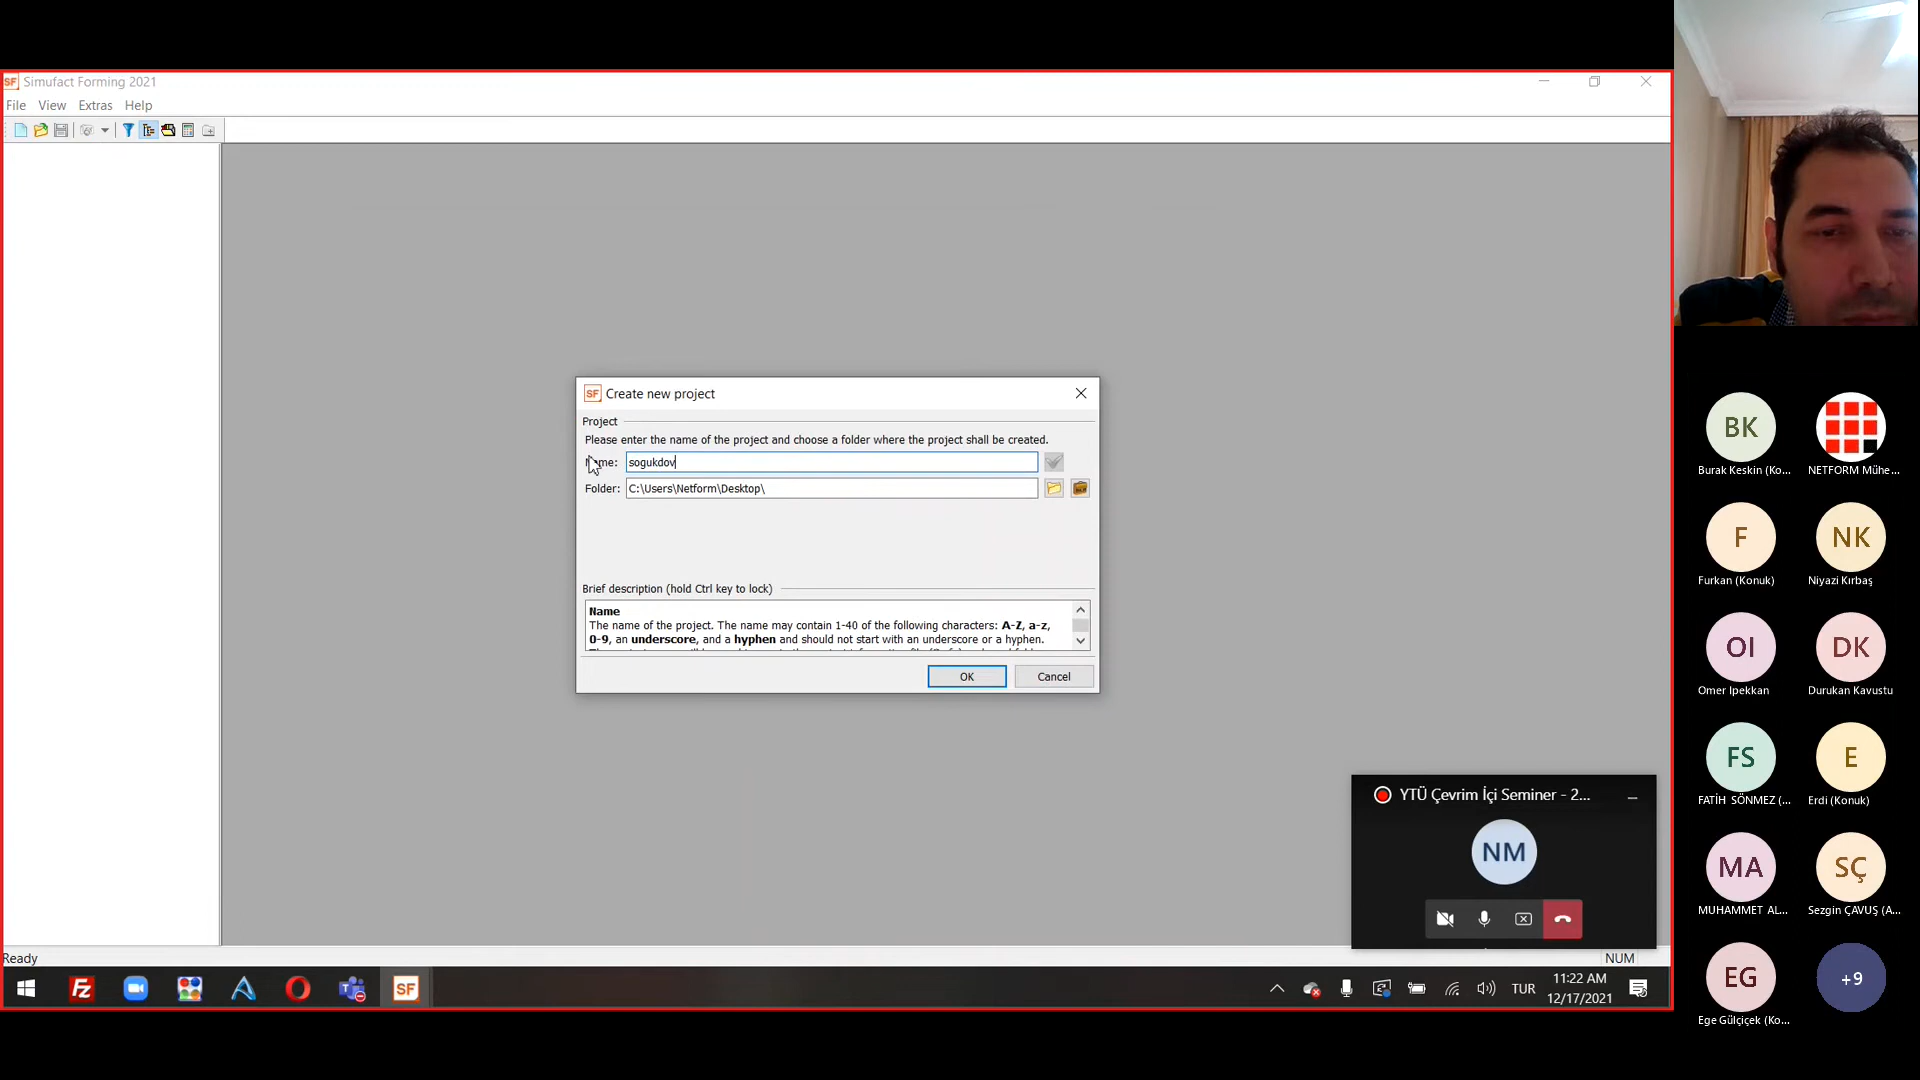 SF Simufact Forming 2021
File View Extras Help
SF Create new project
Project
Please enter the name of the project and choose a folder where the project shall be created.
Name: sogukdov
Folder: C:\Users\Netform\Desktop\
Brief description (hold Ctrl key to lock)
Name
The name of the project. The name may contain 1-40 of the following characters: A-Z, a-z,
0-9, an underscore, and a hyphen and should not start with an underscore or a hyphen.
OK Cancel
YTÜ Çevrim İçi Seminer - 2...
NM
Ready
NUM
Fz
SF
TUR
11:22 AM
12/17/2021
BK
Burak Keskin (Ko...
NETFORM Mühe...
F
Furkan (Konuk)
NK
Niyazi Kırbaş
OI
Omer Ipekkan
DK
Durukan Kavustu
FS
FATİH SÖNMEZ (...
E
Erdi (Konuk)
MA
MUHAMMET AL...
SÇ
Sezgin ÇAVUŞ (A...
EG
Ege Gülçiçek (Ko...
+9